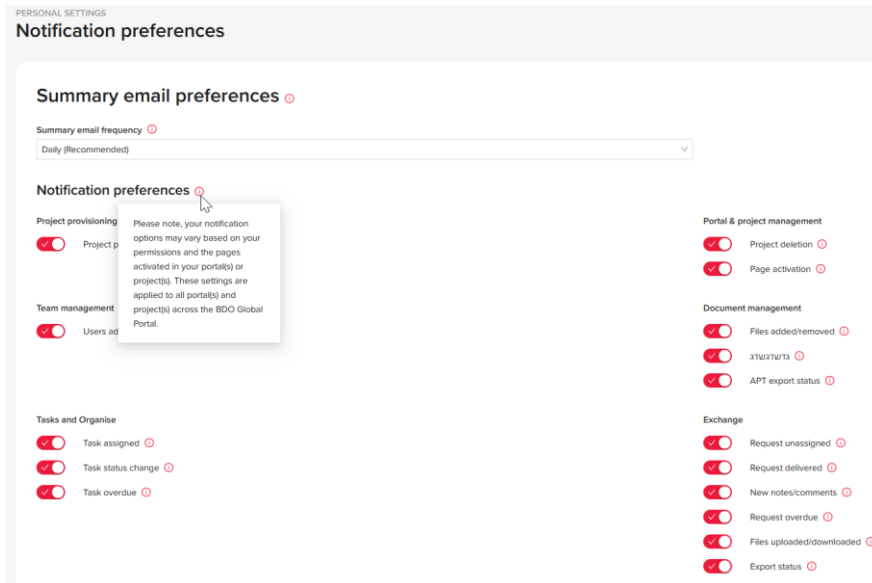 PERSONAL SETTINGS
Notification preferences
Summary email preferences
Summary email frequency
Daily (Recommended)
Notification preferences
Please note, your notification
options may vary based on your
permissions and the pages
activated in your portal(s) or
project(s). These settings are
applied to all portal(s) and
project(s) across the BDO Global
Portal.
Project provisioning
Project p
Portal & project management
Project deletion
Page activation
Team management
Users ad
Document management
Files added/removed
גדשדגשדג
APT export status
Tasks and Organise
Task assigned
Task status change
Task overdue
Exchange
Request unassigned
Request delivered
New notes/comments
Request overdue
Files uploaded/downloaded
Export status